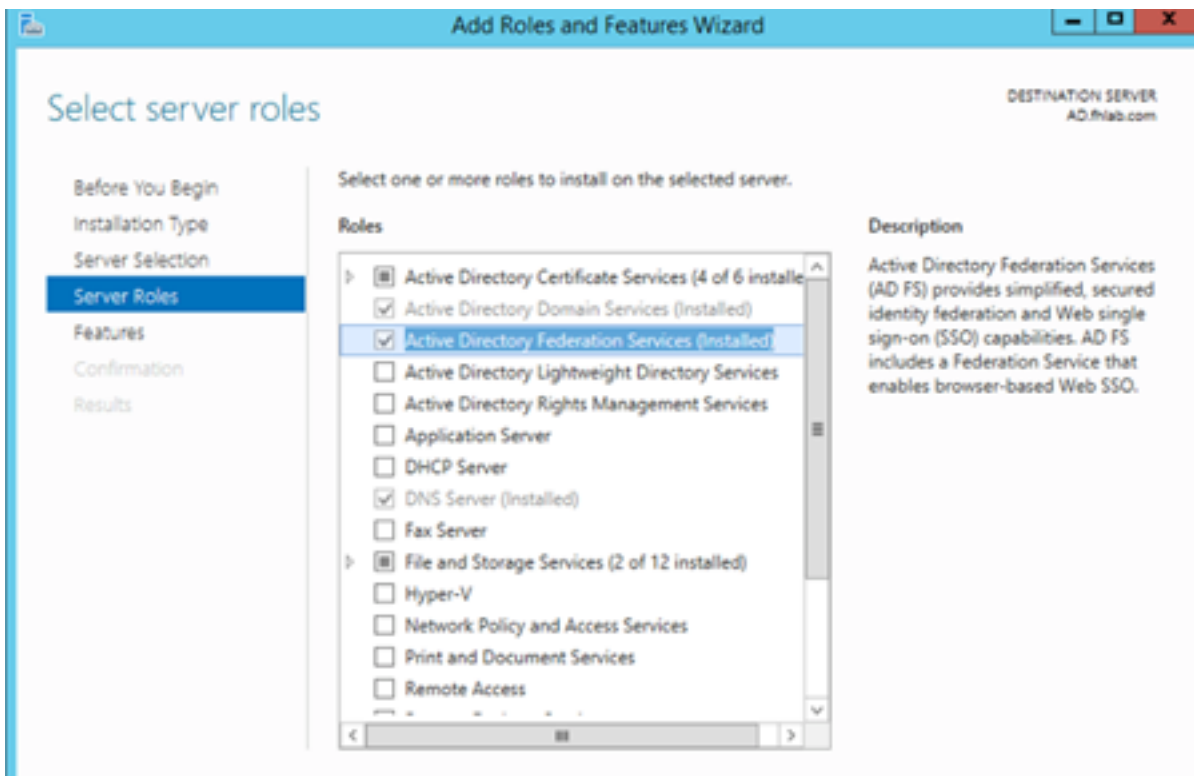 Add Roles and Features Wizard
Select server roles
DESTINATION SERVER
AD.fhlab.com
Before You Begin
Installation Type
Server Selection
Server Roles
Features
Confirmation
Results
Select one or more roles to install on the selected server.
Roles
Active Directory Certificate Services (4 of 6 installe
Active Directory Domain Services (Installed)
Active Directory Federation Services (Installed)
Active Directory Lightweight Directory Services
Active Directory Rights Management Services
Application Server
DHCP Server
DNS Server (Installed)
Fax Server
File and Storage Services (2 of 12 installed)
Hyper-V
Network Policy and Access Services
Print and Document Services
Remote Access
Description
Active Directory Federation Services
(AD FS) provides simplified, secured
identity federation and Web single
sign-on (SSO) capabilities. AD FS
includes a Federation Service that
enables browser-based Web SSO.